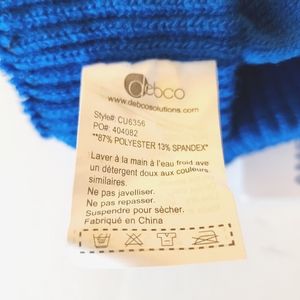 debco
www.debcosolutions.com
Style#: CU6356
PO#: 404082
**87% POLYESTER 13% SPANDEX*
Laver à la main à l'eau froid ave
un détergent doux aux couleurs
similaires.
Ne pas javelliser.
Ne pas repasser.
Suspendre pour sècher.
Fabriqué en China